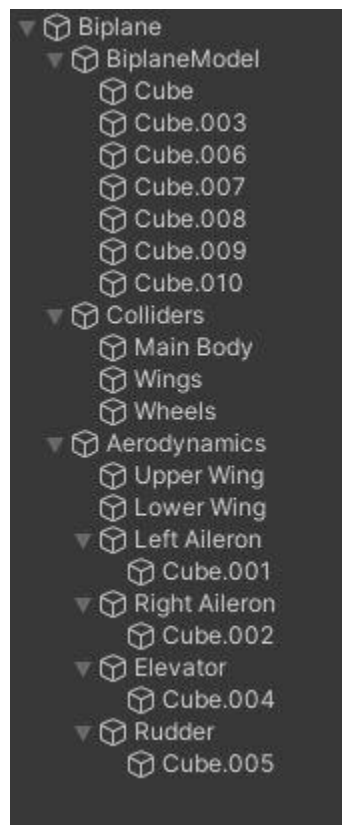 Biplane
BiplaneModel
Cube
Cube.003
Cube.006
Cube.007
Cube.008
Cube.009
Cube.010
Colliders
Main Body
Wings
Wheels
Aerodynamics
Upper Wing
Lower Wing
Left Aileron
Cube.001
Right Aileron
Cube.002
Elevator
Cube.004
Rudder
Cube.005